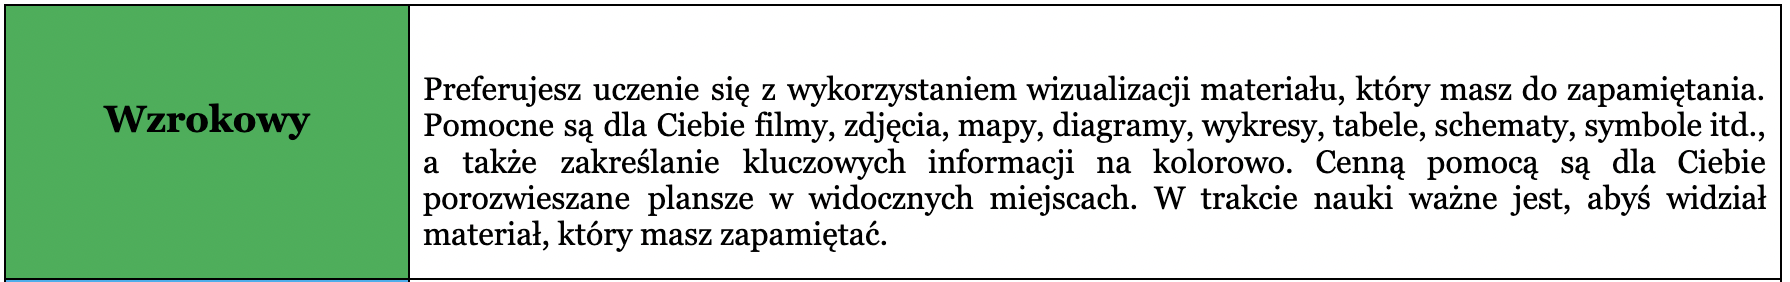 Wzrokowy
Preferujesz uczenie się z wykorzystaniem wizualizacji materiału, który masz do zapamiętania.
Pomocne są dla Ciebie filmy, zdjęcia, mapy, diagramy, wykresy, tabele, schematy, symbole itd.,
a także zakreślanie kluczowych informacji na kolorowo. Cenną pomocą są dla Ciebie
porozwieszane plansze w widocznych miejscach. W trakcie nauki ważne jest, abyś widział
materiał, który masz zapamiętać.